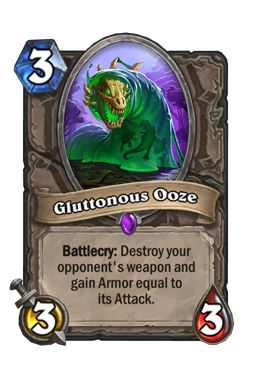 3
Gluttonous Ooze
Battlecry: Destroy your
opponent's weapon and
gain Armor equal to
its Attack.
3 3